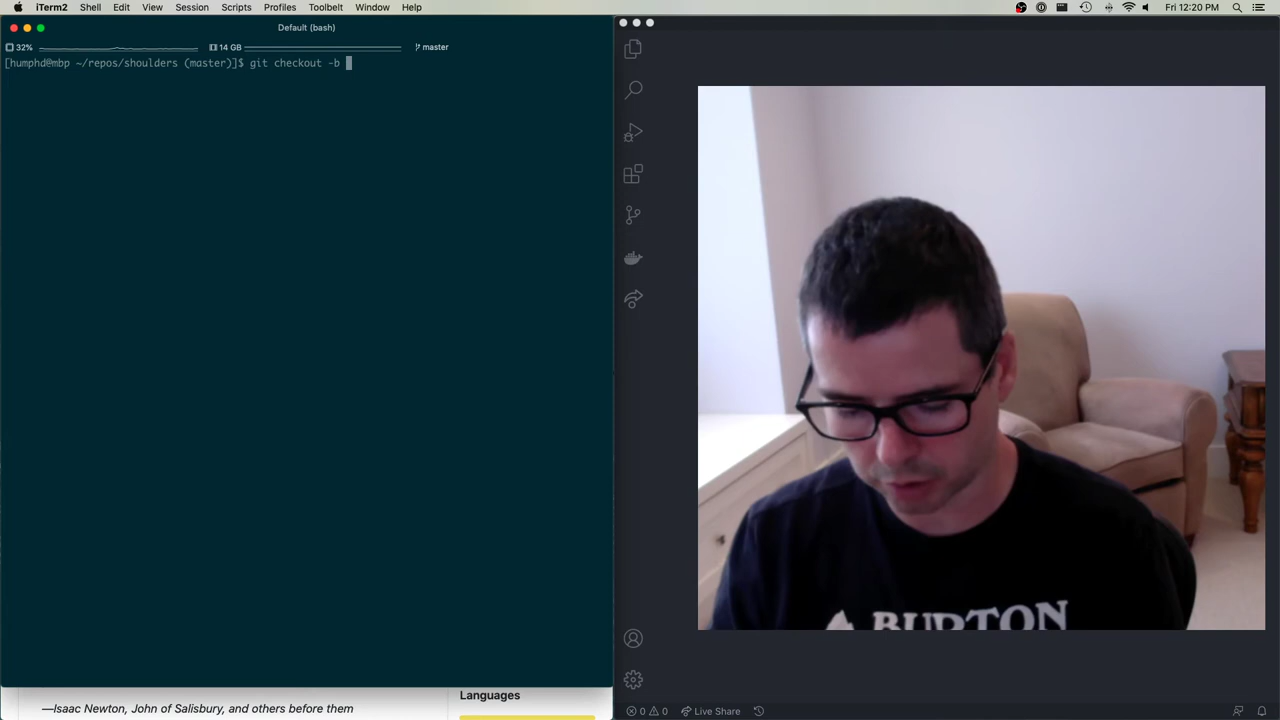 iTerm2 Shell Edit View Session Scripts Profiles Toolbelt Window Help Fri 12:20 PM
Default (bash)
32% 14 GB master
[humphd@mbp ~/repos/shoulders (master)]$ git checkout -b
BURTON
Languages
—Isaac Newton, John of Salisbury, and others before them
0 0 Live Share